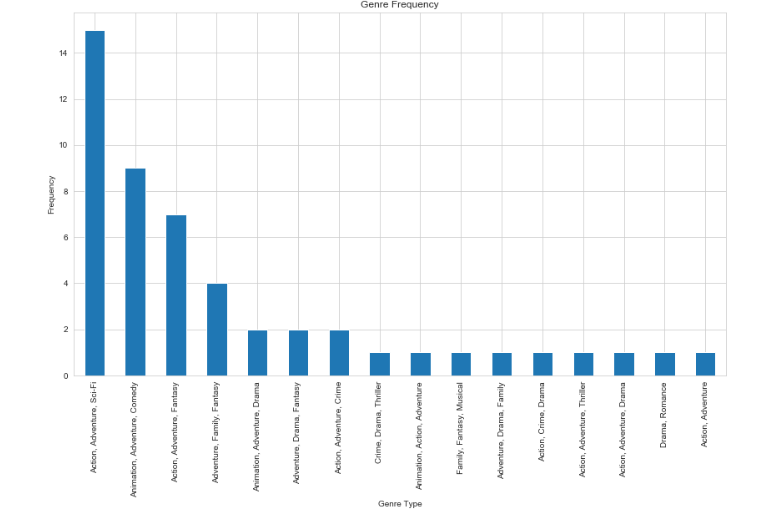 Genre Frequency
14
12
10
8
6
4
2
0
Frequency
Action, Adventure, Sci-Fi
Animation, Adventure, Comedy
Action, Adventure, Fantasy
Adventure, Family, Fantasy
Animation, Adventure, Drama
Adventure, Drama, Fantasy
Action, Adventure, Crime
Crime, Drama, Thriller
Animation, Action, Adventure
Family, Fantasy, Musical
Adventure, Drama, Family
Action, Crime, Drama
Action, Adventure, Thriller
Action, Adventure, Drama
Drama, Romance
Action, Adventure
Genre Type